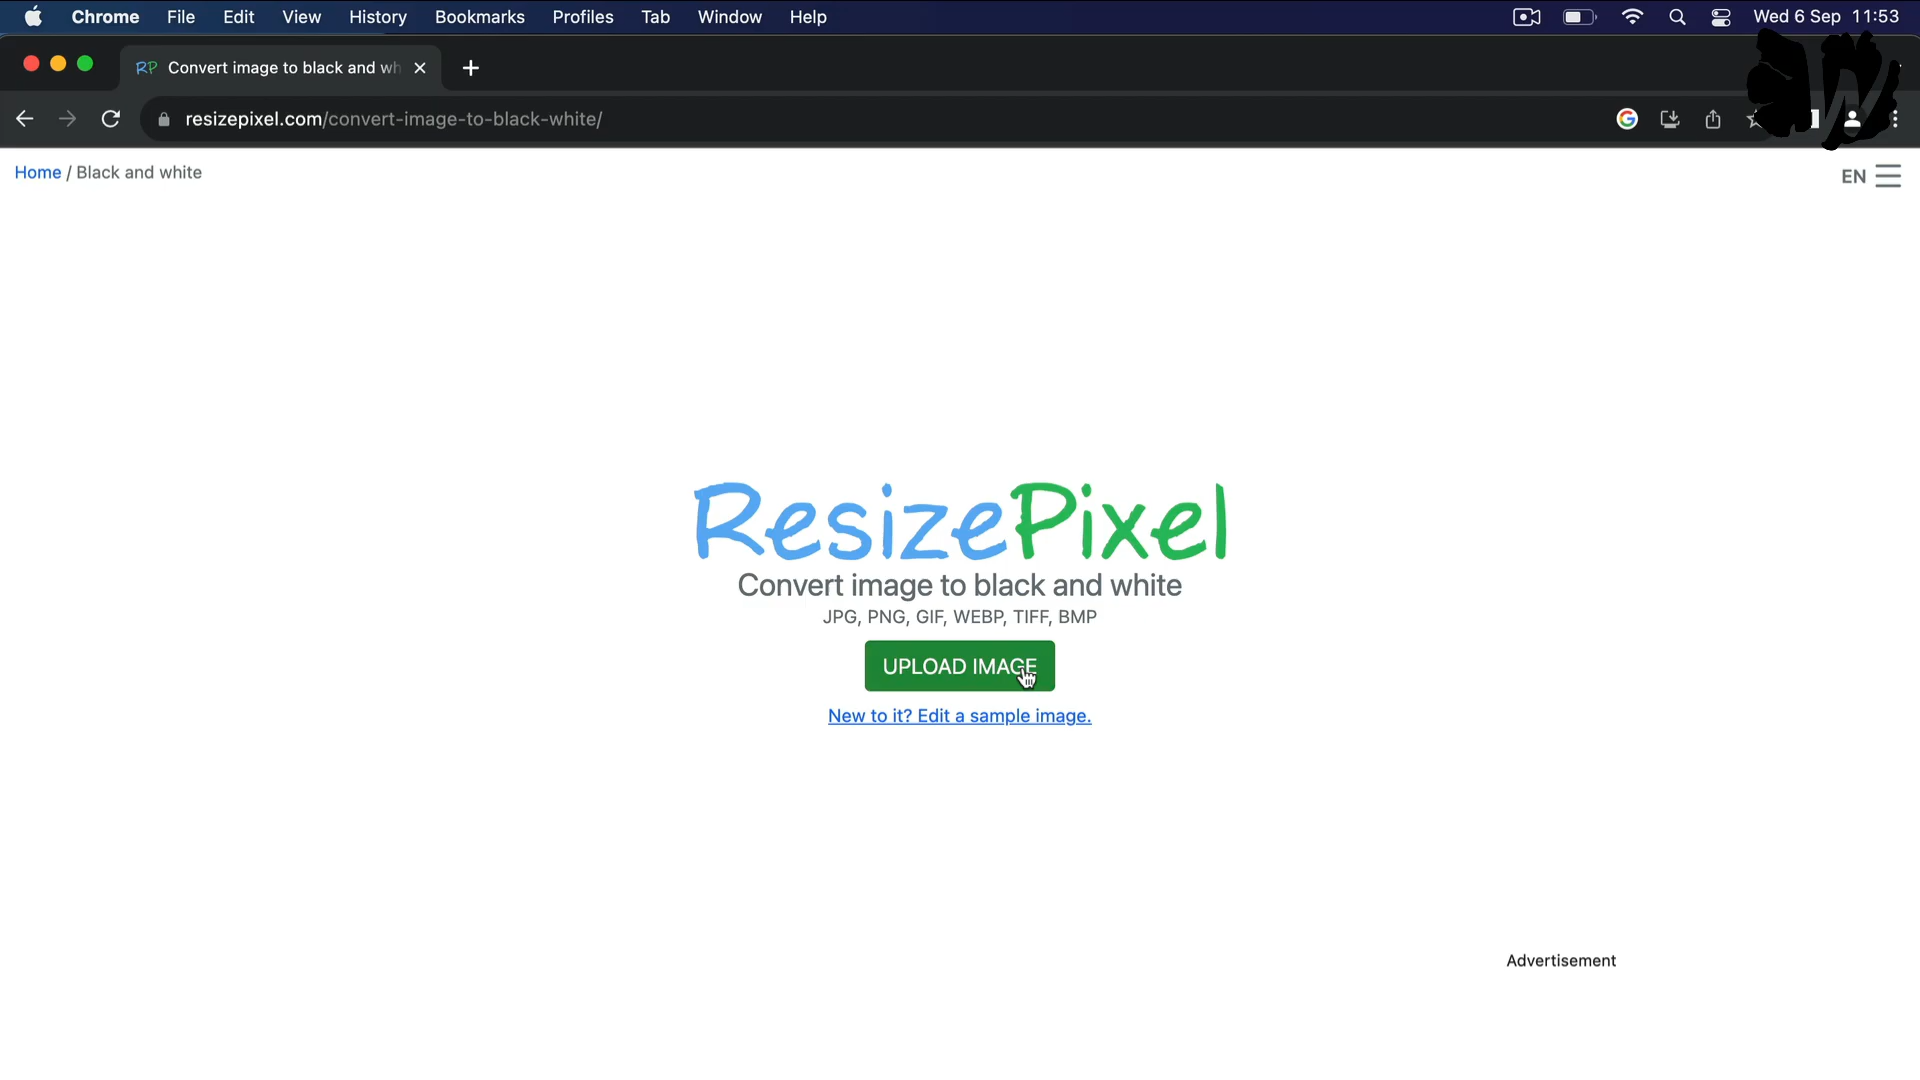 Chrome File Edit View History Bookmarks Profiles Tab Window Help Wed 6 Sep 11:53
RP Convert image to black and wh
resizepixel.com/convert-image-to-black-white/
Home / Black and white
EN
ResizePixel
Convert image to black and white
JPG, PNG, GIF, WEBP, TIFF, BMP
UPLOAD IMAGE
New to it? Edit a sample image.
Advertisement